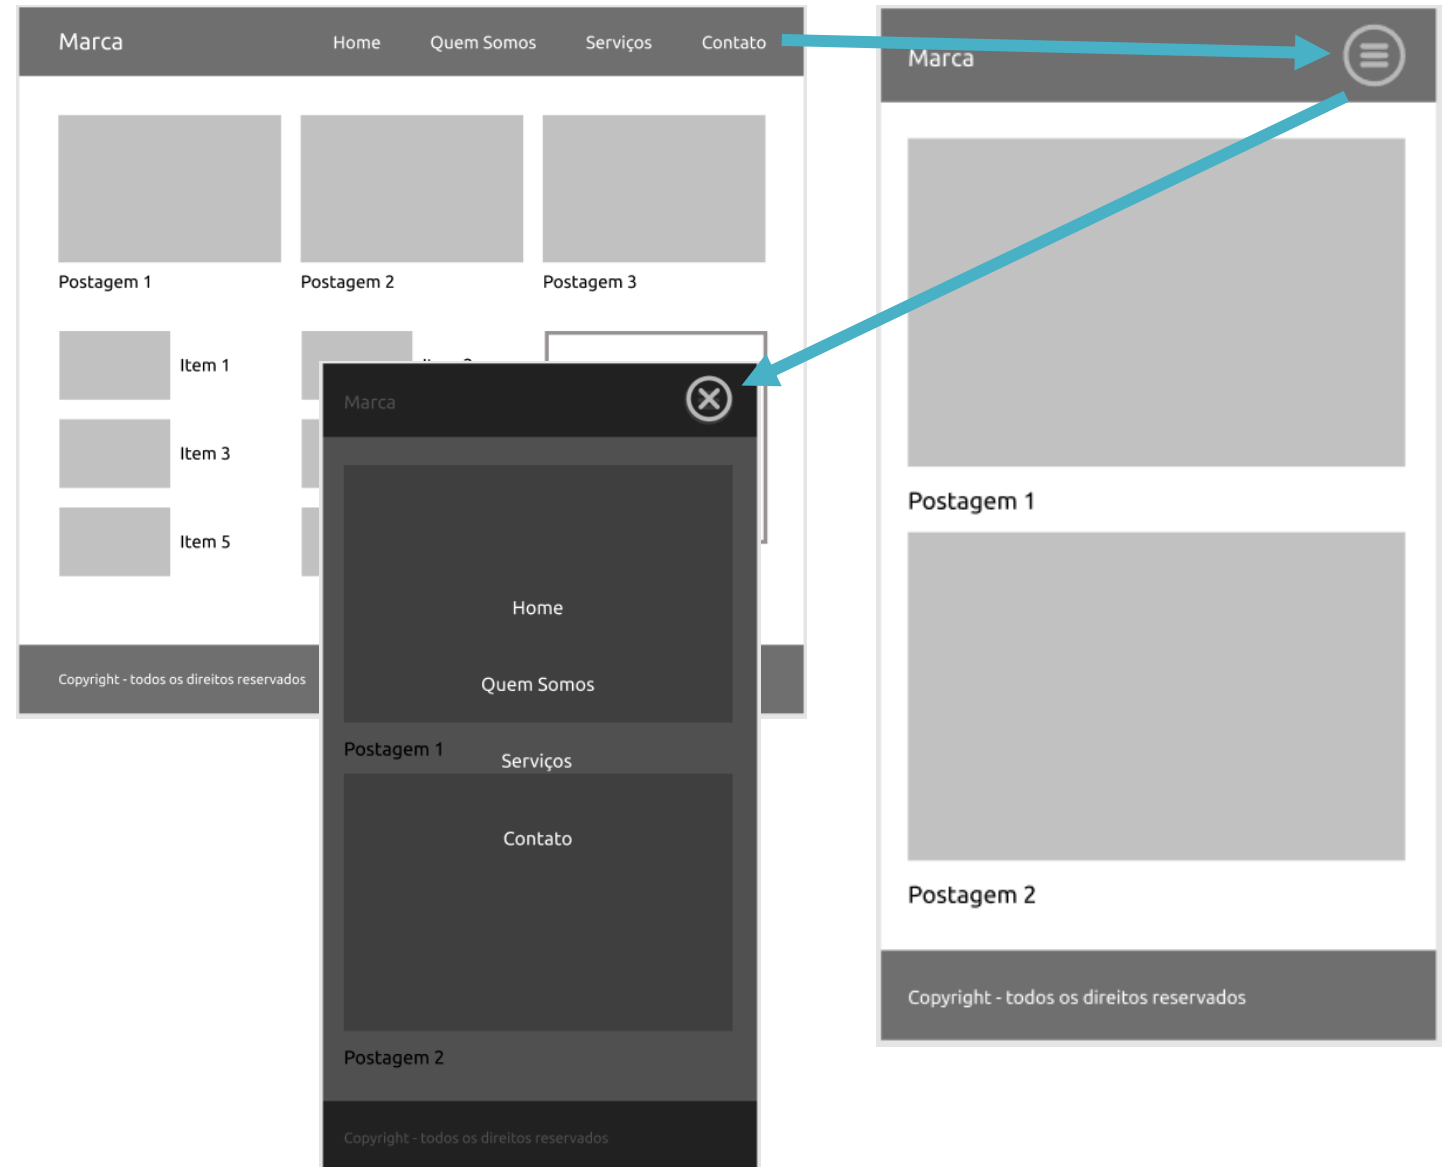 Marca
Home Quem Somos Serviços Contato
Postagem 1 Postagem 2 Postagem 3
Item 1
Item 3
Item 5
Copyright - todos os direitos reservados
Marca
Home
Quem Somos
Postagem 1
Serviços
Contato
Postagem 2
Copyright - todos os direitos reservados
Marca
Postagem 1
Postagem 2
Copyright - todos os direitos reservados